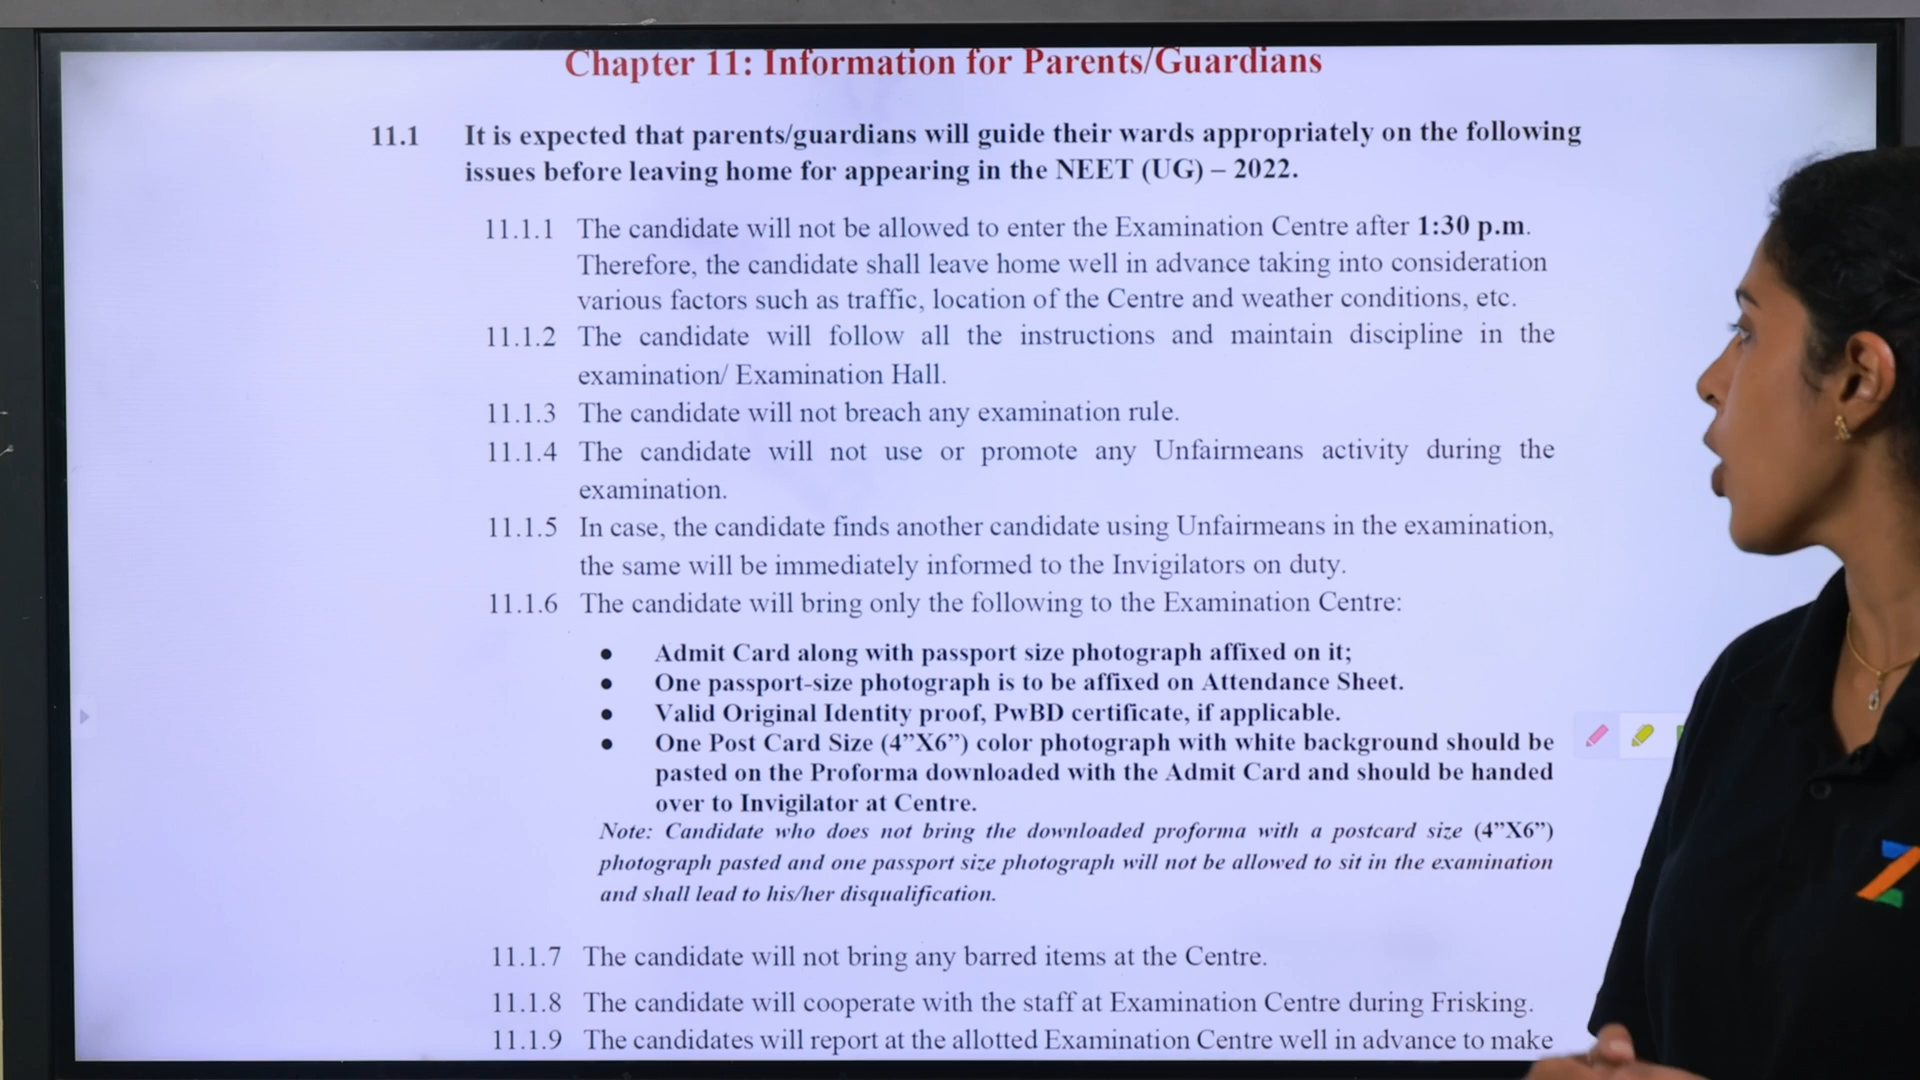 Chapter 11: Information for Parents/Guardians
11.1 It is expected that parents/guardians will guide their wards appropriately on the following
issues before leaving home for appearing in the NEET (UG) – 2022.
11.1.1 The candidate will not be allowed to enter the Examination Centre after 1:30 p.m.
Therefore, the candidate shall leave home well in advance taking into consideration
various factors such as traffic, location of the Centre and weather conditions, etc.
11.1.2 The candidate will follow all the instructions and maintain discipline in the
examination/ Examination Hall.
11.1.3 The candidate will not breach any examination rule.
11.1.4 The candidate will not use or promote any Unfairmeans activity during the
examination.
11.1.5 In case, the candidate finds another candidate using Unfairmeans in the examination,
the same will be immediately informed to the Invigilators on duty.
11.1.6 The candidate will bring only the following to the Examination Centre:
● Admit Card along with passport size photograph affixed on it;
● One passport-size photograph is to be affixed on Attendance Sheet.
● Valid Original Identity proof, PwBD certificate, if applicable.
● One Post Card Size (4”X6”) color photograph with white background should be
pasted on the Proforma downloaded with the Admit Card and should be handed
over to Invigilator at Centre.
Note: Candidate who does not bring the downloaded proforma with a postcard size (4”X6”)
photograph pasted and one passport size photograph will not be allowed to sit in the examination
and shall lead to his/her disqualification.
11.1.7 The candidate will not bring any barred items at the Centre.
11.1.8 The candidate will cooperate with the staff at Examination Centre during Frisking.
11.1.9 The candidates will report at the allotted Examination Centre well in advance to make